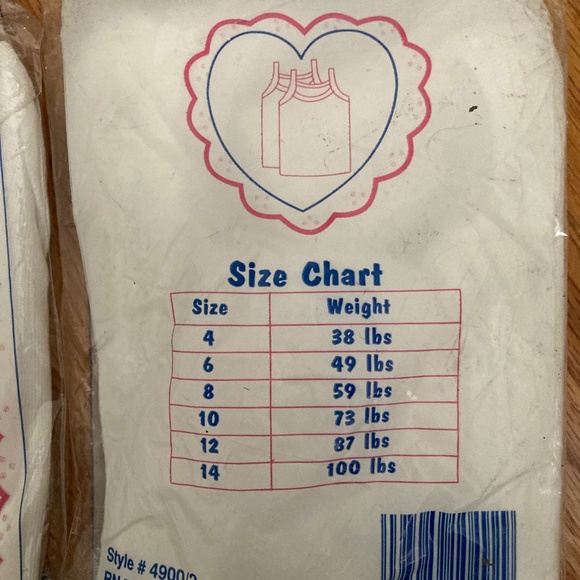 Size Chart
Size Weight
4 38 lbs
6 49 lbs
8 59 lbs
10 73 lbs
12 87 lbs
14 100 lbs
Style # 4900/